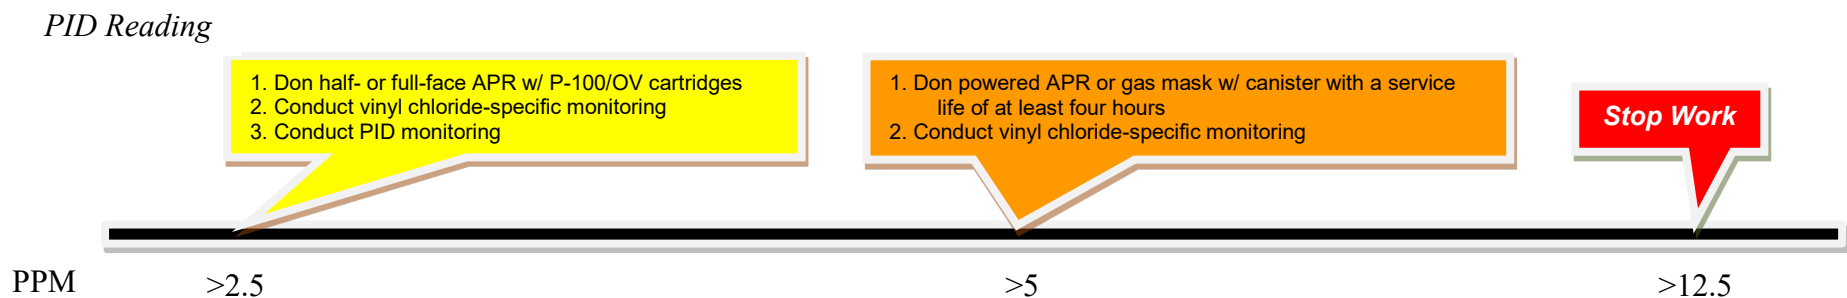 PID Reading
1. Don half- or full-face APR w/ P-100/OV cartridges
2. Conduct vinyl chloride-specific monitoring
3. Conduct PID monitoring
1. Don powered APR or gas mask w/ canister with a service
life of at least four hours
2. Conduct vinyl chloride-specific monitoring
Stop Work
PPM >2.5 >5 >12.5